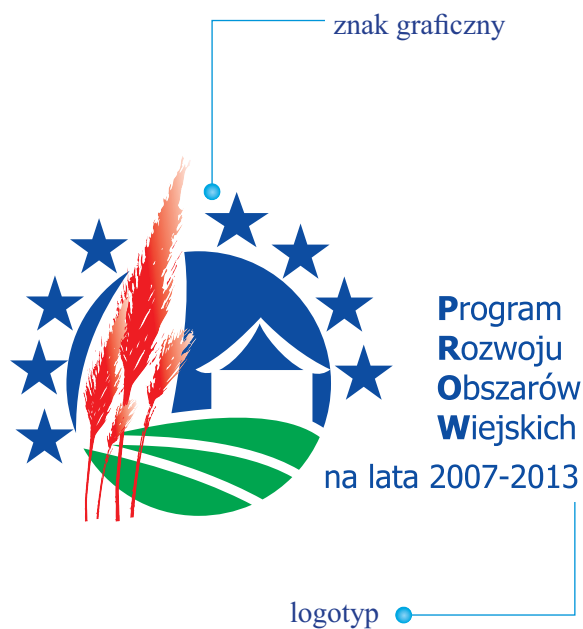 znak graficzny
Program
Rozwoju
Obszarów
Wiejskich
na lata 2007-2013
logotyp